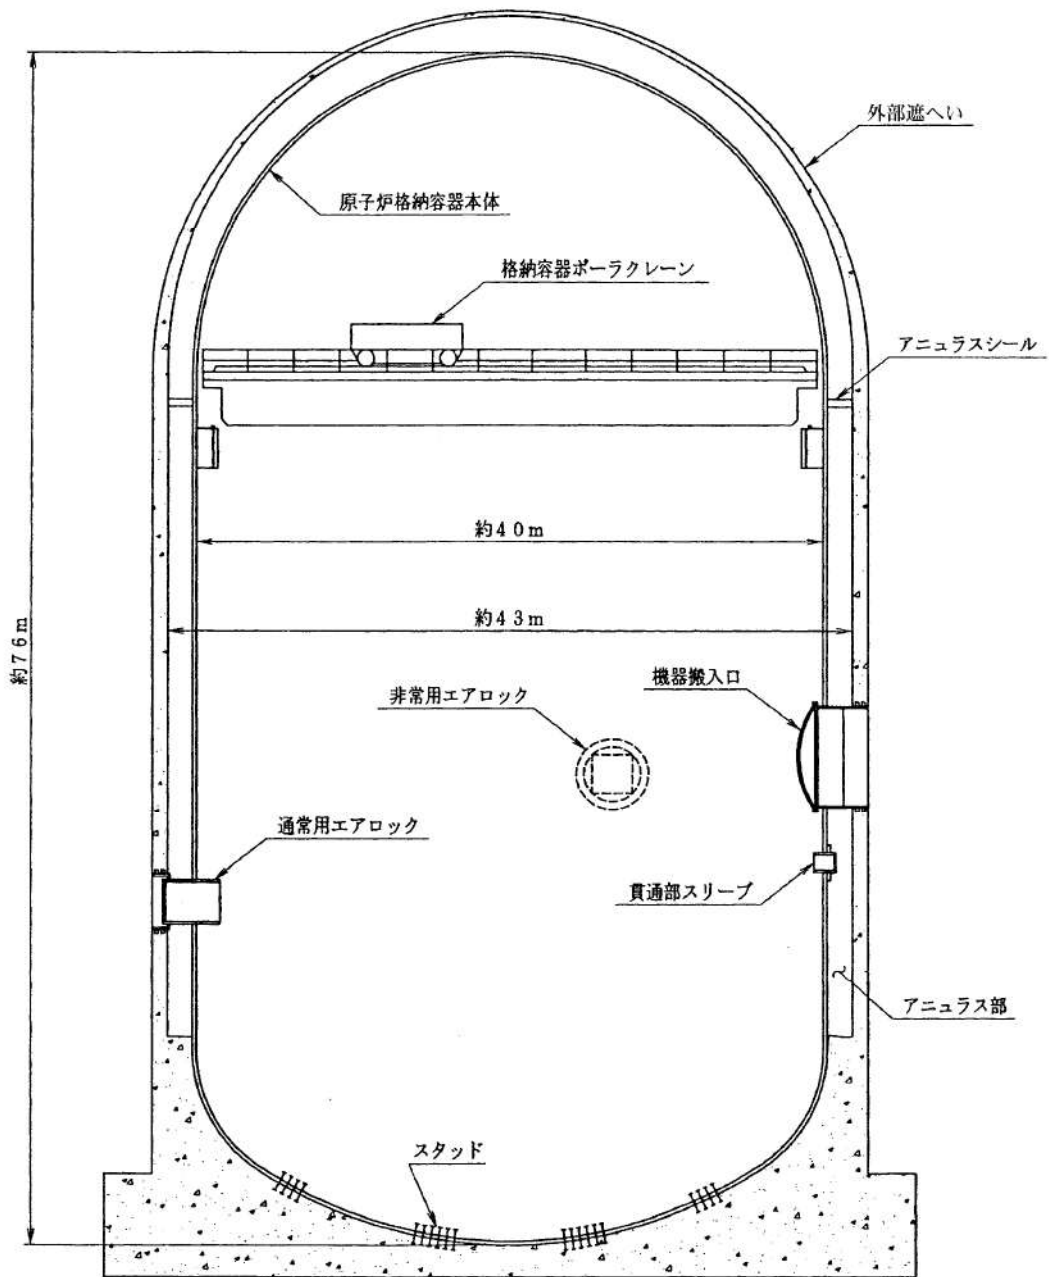 外部遮へい
原子炉格納容器本体
格納容器ポーラクレーン
アニュラスシール
約40m
約43m
約76m
機器搬入口
非常用エアロック
通常用エアロック
貫通部スリーブ
アニュラス部
スタッド